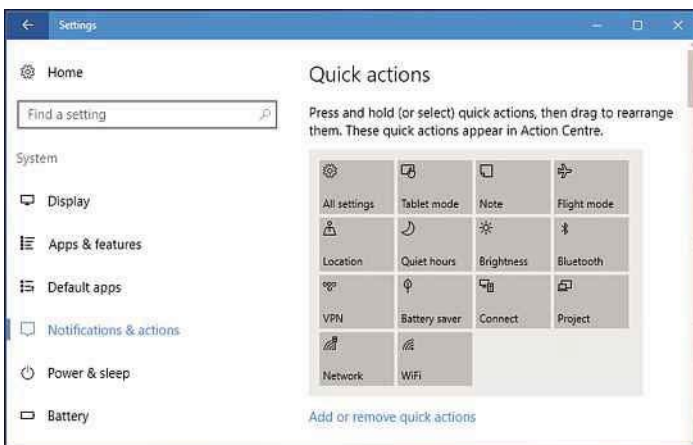 Settings
Home
Find a setting
System
Display
Apps & features
Default apps
Notifications & actions
Power & sleep
Battery
Quick actions
Press and hold (or select) quick actions, then drag to rearrange
them. These quick actions appear in Action Centre.
All settings Tablet mode Note Flight mode
Location Quiet hours Brightness Bluetooth
VPN Battery saver Connect Project
Network WiFi
Add or remove quick actions